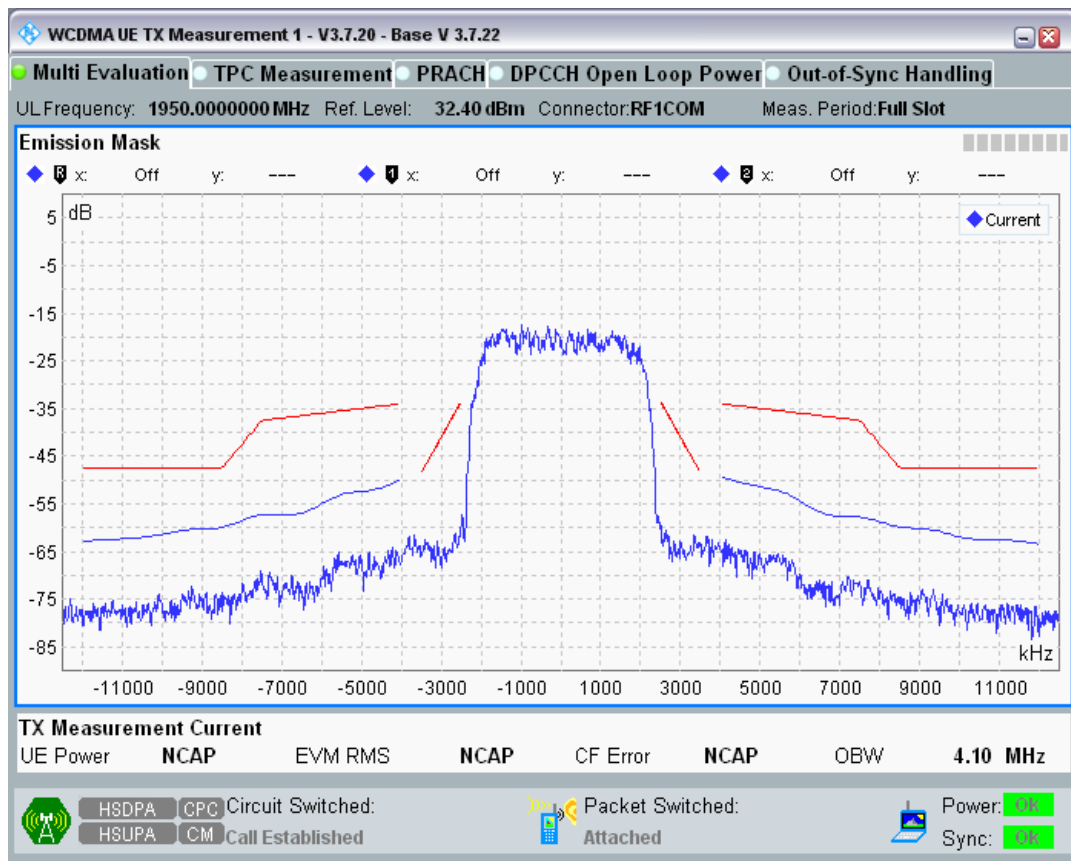 WCDMA UE TX Measurement 1 - V3.7.20 - Base V 3.7.22
Multi Evaluation TPC Measurement PRACH DPCCH Open Loop Power Out-of-Sync Handling
UL Frequency: 1950.0000000 MHz Ref. Level: 32.40 dBm Connector:RF1COM Meas. Period:Full Slot
Emission Mask
R x: Off y: --- 1 x: Off y: --- 2 x: Off y: ---
dB
Current
5
-5
-15
-25
-35
-45
-55
-65
-75
-85
kHz
-11000 -9000 -7000 -5000 -3000 -1000 1000 3000 5000 7000 9000 11000
TX Measurement Current
UE Power NCAP EVM RMS NCAP CF Error NCAP OBW 4.10 MHz
HSDPA CPC Circuit Switched: Packet Switched: Power: Ok
HSUPA CM Call Established Attached Sync: Ok